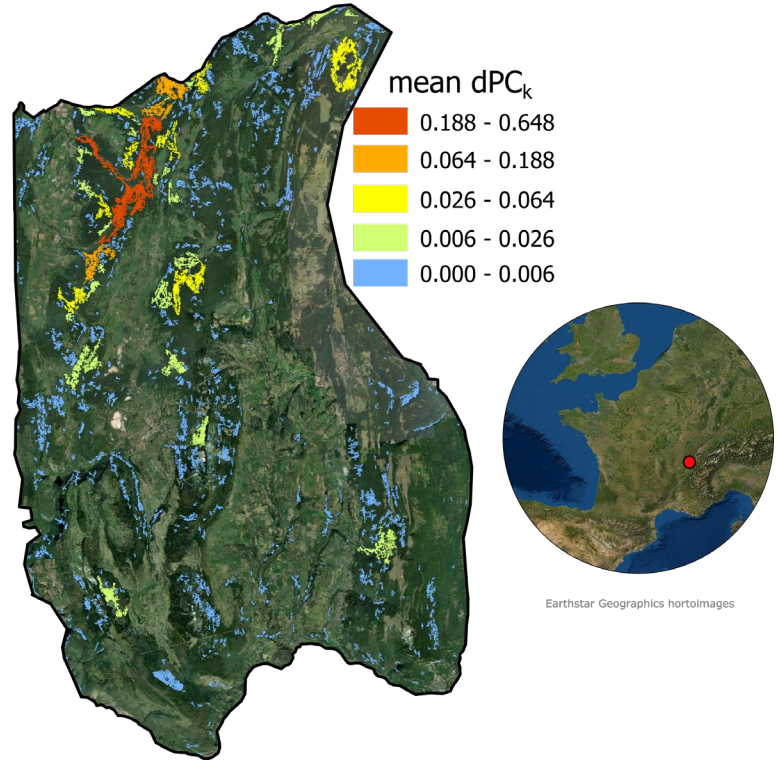 mean dPCk
0.188 - 0.648
0.064 - 0.188
0.026 - 0.064
0.006 - 0.026
0.000 - 0.006
Earthstar Geographics hortoimages